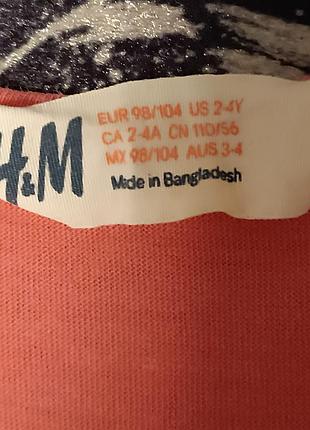 H&M
EUR 98/104 US 2-4Y
CA 2-4A CN 110/56
MX 98/104 AUS 3-4
Made in Bangladesh